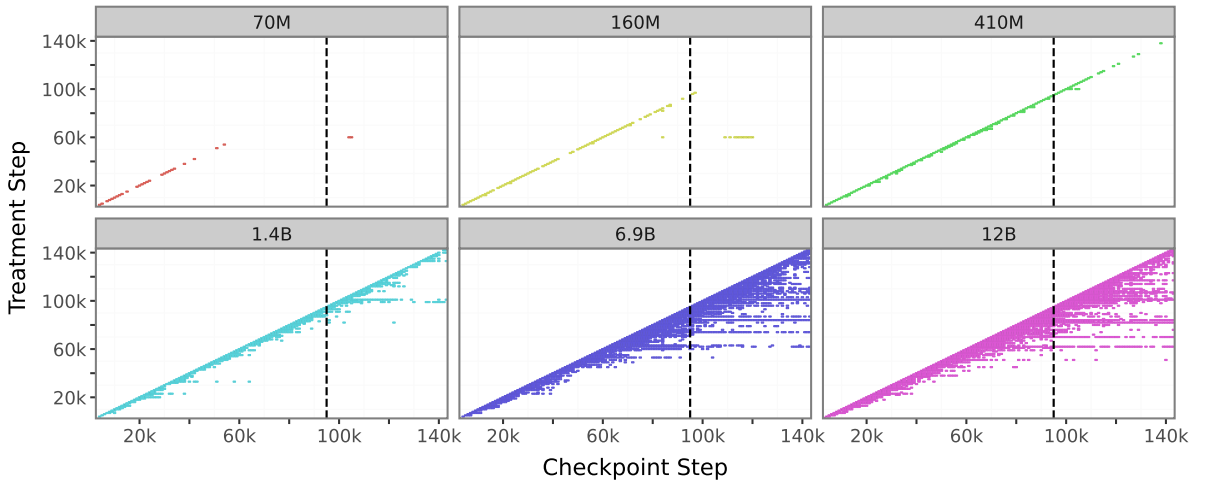 70M 160M 410M
140k
100k
60k
20k
1.4B 6.9B 12B
140k
100k
60k
20k
20k 60k 100k 140k 20k 60k 100k 140k 20k 60k 100k 140k
Treatment Step
Checkpoint Step